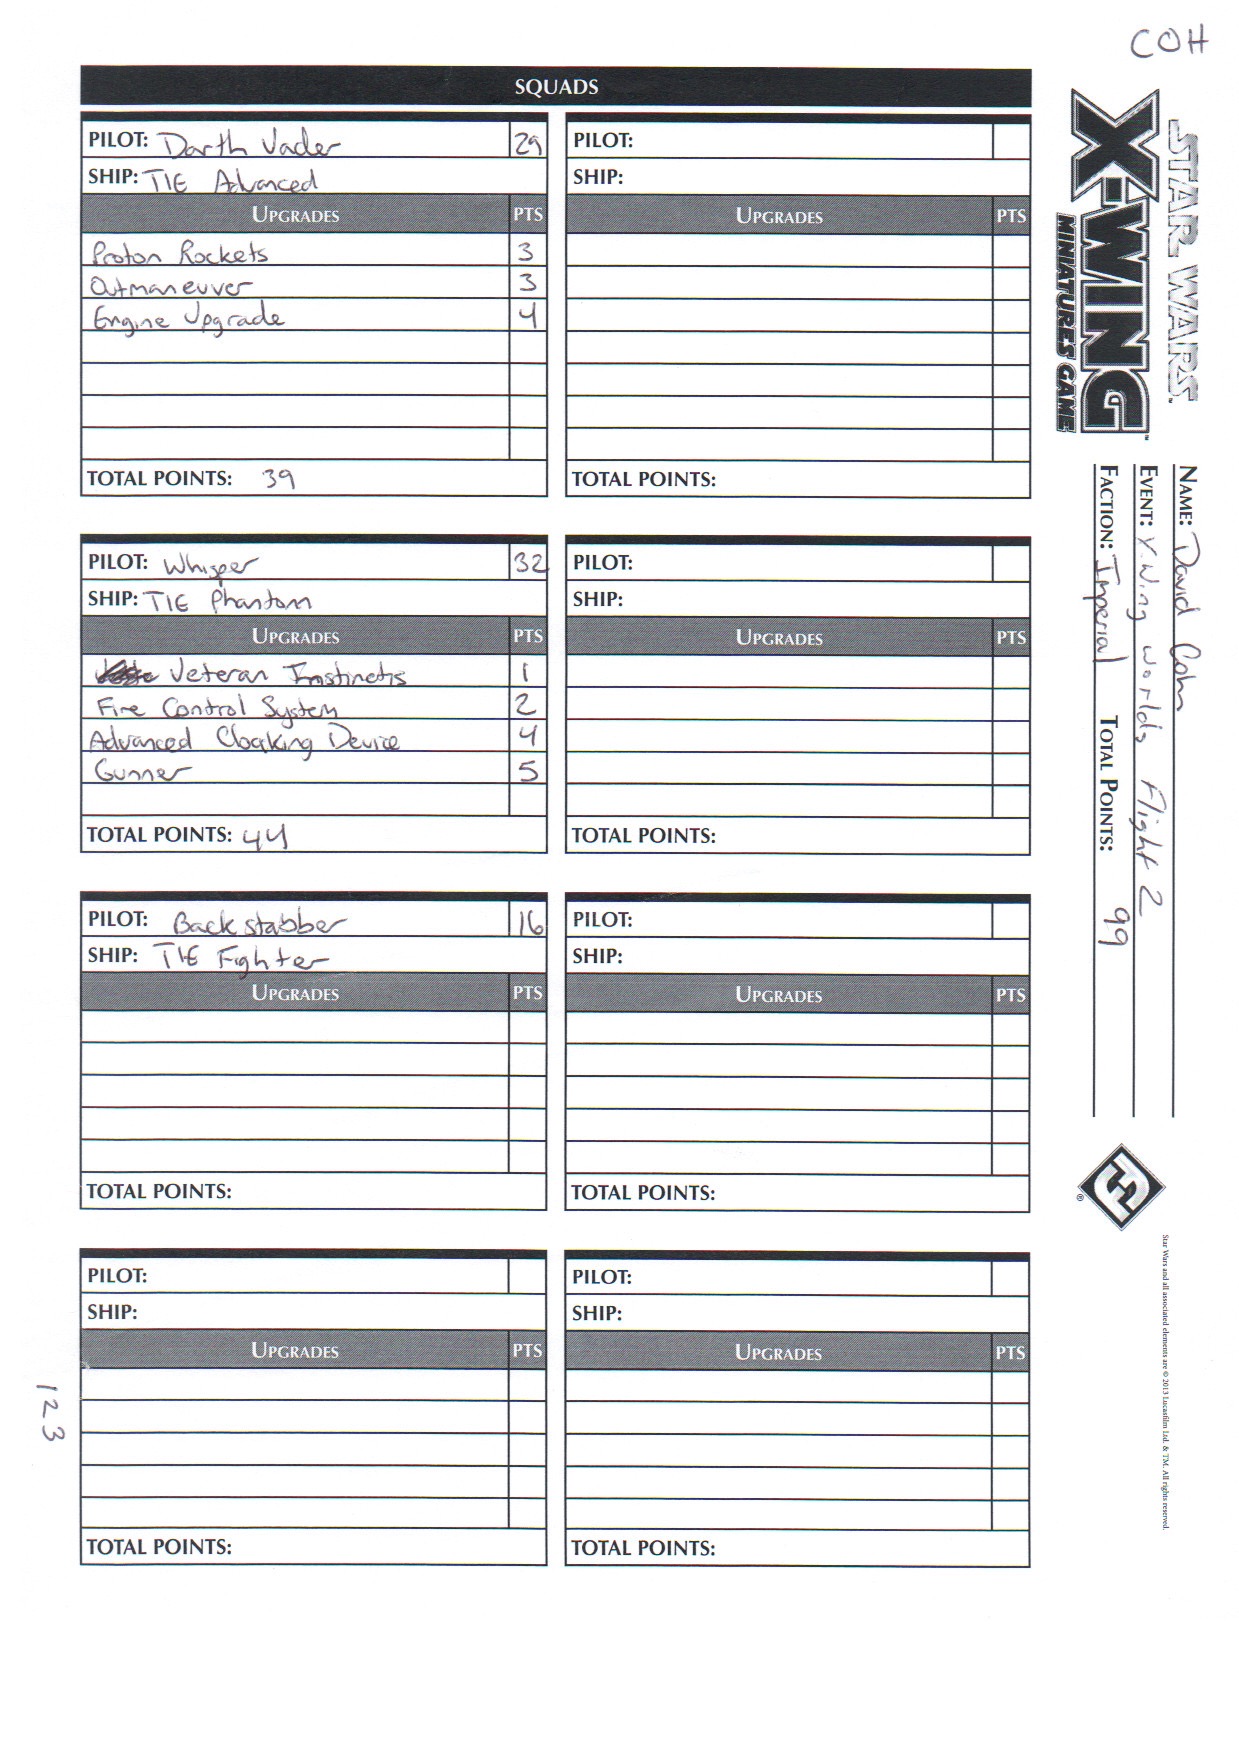 COH
SQUADS
PILOT: Darth Vader 29
SHIP: TIE Advanced
UPGRADES PTS
Proton Rockets 3
Outmaneuver 3
Engine Upgrade 4
TOTAL POINTS: 39
PILOT: Whisper 32
SHIP: TIE Phantom
UPGRADES PTS
Veteran Instincts 1
Fire Control System 2
Advanced Cloaking Device 4
Gunner 5
TOTAL POINTS: 44
PILOT: Backstabber 16
SHIP: TIE Fighter
UPGRADES PTS
TOTAL POINTS:
PILOT:
SHIP:
UPGRADES PTS
TOTAL POINTS:
PILOT:
SHIP:
UPGRADES PTS
TOTAL POINTS:
PILOT:
SHIP:
UPGRADES PTS
TOTAL POINTS:
PILOT:
SHIP:
UPGRADES PTS
TOTAL POINTS:
PILOT:
SHIP:
UPGRADES PTS
TOTAL POINTS:
STAR WARS™
X-WING™
MINIATURES GAME
NAME: David Cohn
EVENT: X-Wing Worlds Flight 2
FACTION: Imperial TOTAL POINTS: 99
®
Star Wars and all associated elements are © 2013 Lucasfilm Ltd. & TM. All rights reserved.
123